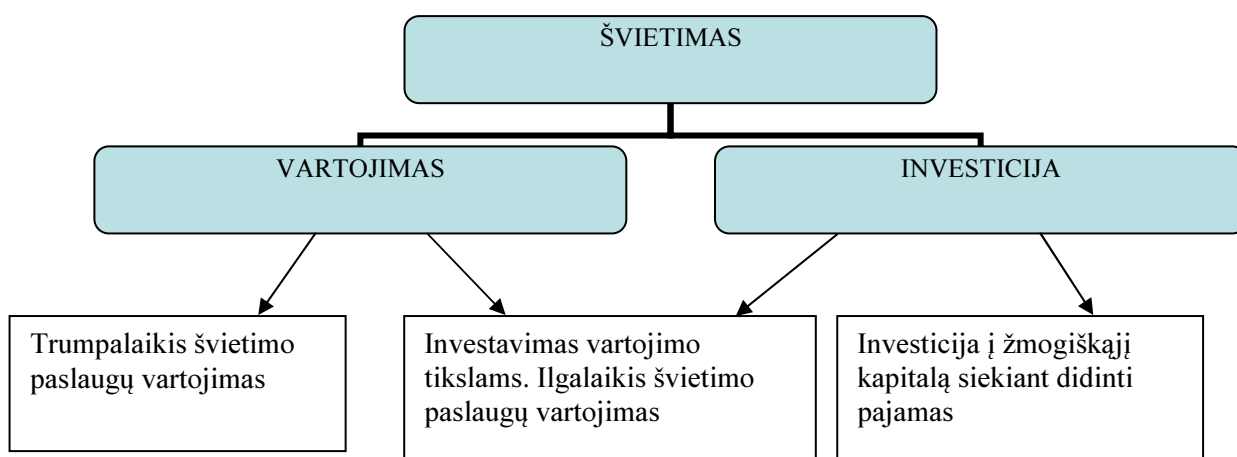 ŠVIETIMAS
VARTOJIMAS
INVESTICIJA
Trumpalaikis švietimo
paslaugų vartojimas
Investavimas vartojimo
tikslams. Ilgalaikis švietimo
paslaugų vartojimas
Investicija į žmogiškąjį
kapitalą siekiant didinti
pajamas